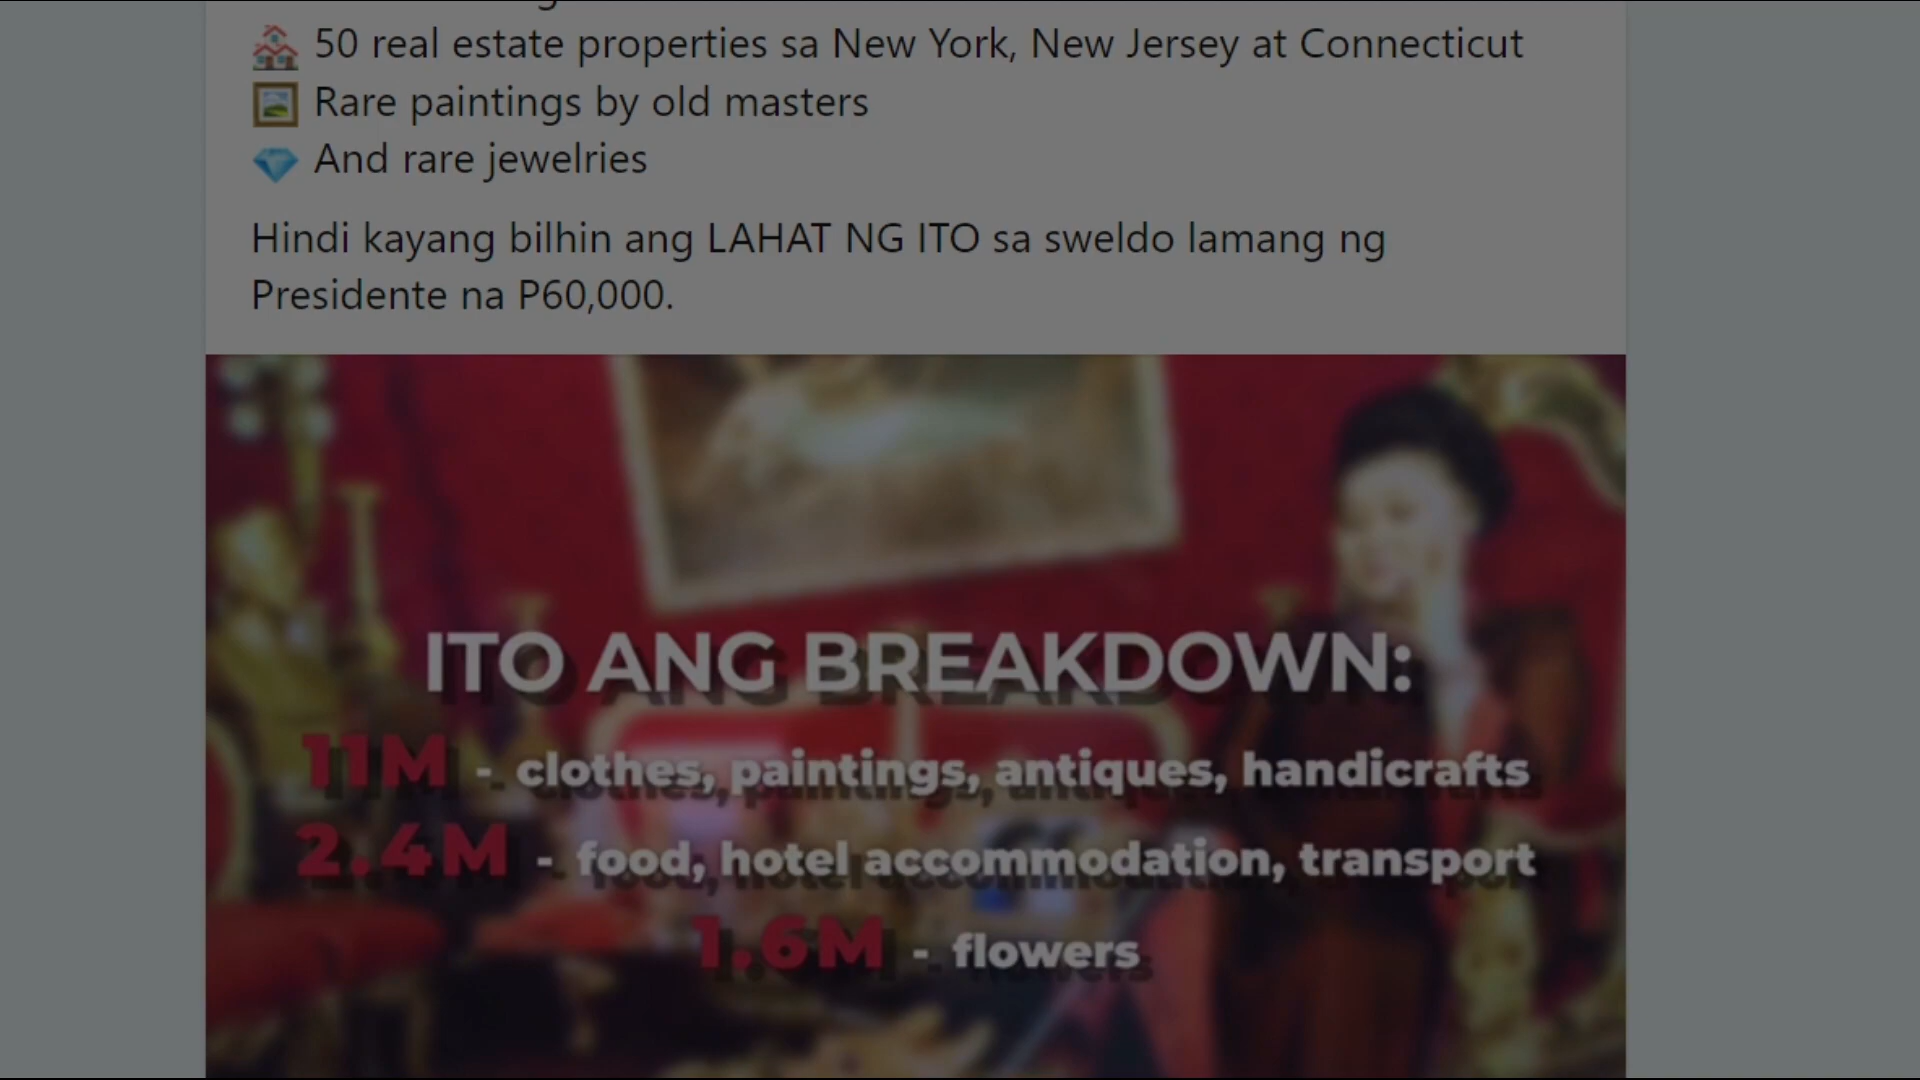 50 real estate properties sa New York, New Jersey at Connecticut
Rare paintings by old masters
And rare jewelries
Hindi kayang bilhin ang LAHAT NG ITO sa sweldo lamang ng
Presidente na P60,000.
ITO ANG BREAKDOWN:
11M - clothes, paintings, antiques, handicrafts
2.4M - food, hotel accommodation, transport
1.6M - flowers